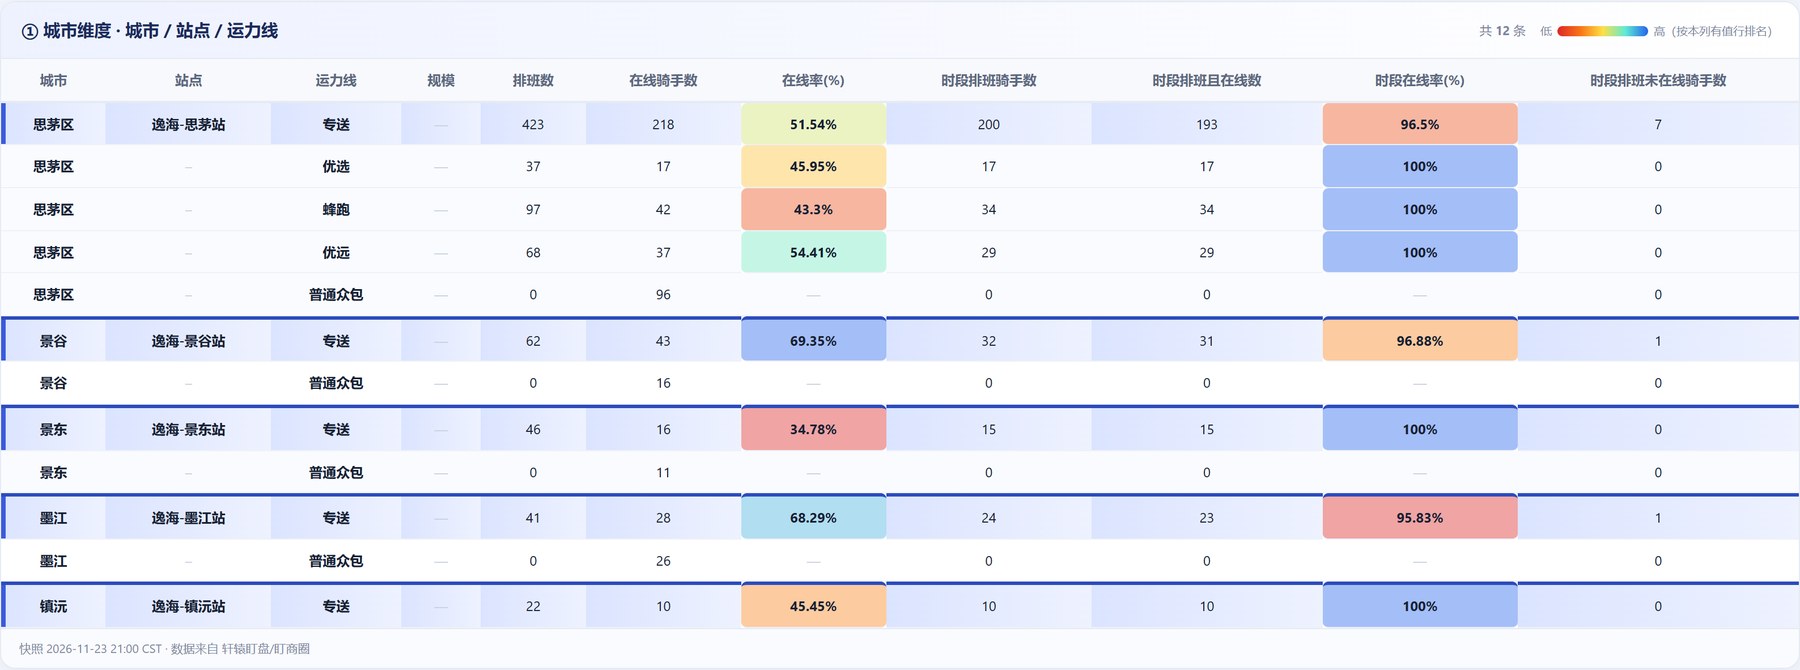 ① 城市维度 · 城市 / 站点 / 运力线
共 12 条 低 高 (按本列有值行排名)
城市 站点 运力线 规模 排班数 在线骑手数 在线率(%) 时段排班骑手数 时段排班且在线数 时段在线率(%) 时段排班未在线骑手数
思茅区 逸海-思茅站 专送 — 423 218 51.54% 200 193 96.5% 7
思茅区 – 优选 — 37 17 45.95% 17 17 100% 0
思茅区 – 蜂跑 — 97 42 43.3% 34 34 100% 0
思茅区 – 优远 — 68 37 54.41% 29 29 100% 0
思茅区 – 普通众包 — 0 96 — 0 0 — 0
景谷 逸海-景谷站 专送 — 62 43 69.35% 32 31 96.88% 1
景谷 – 普通众包 — 0 16 — 0 0 — 0
景东 逸海-景东站 专送 — 46 16 34.78% 15 15 100% 0
景东 – 普通众包 — 0 11 — 0 0 — 0
墨江 逸海-墨江站 专送 — 41 28 68.29% 24 23 95.83% 1
墨江 – 普通众包 — 0 26 — 0 0 — 0
镇沅 逸海-镇沅站 专送 — 22 10 45.45% 10 10 100% 0
快照 2026-11-23 21:00 CST · 数据来自 轩辕盯盘/盯商圈